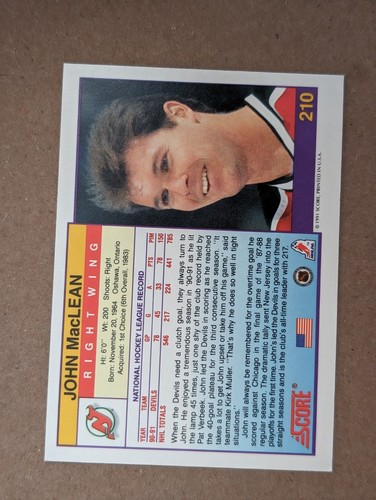 JOHN MacLEAN
RIGHT WING
Ht: 6'0" Wt: 200 Shoots: Right
Born: November 20, 1964 Oshawa, Ontario
Acquired: 1st Choice (6th Overall, 1983)
NATIONAL HOCKEY LEAGUE RECORD
YEAR TEAM GP G A PTS PIM
90-91 DEVILS 78 45 33 78 150
NHL TOTALS 546 217 224 441 785
When the Devils need a clutch goal, they always turn to
John. He enjoyed a tremendous season in '90-91 as he lit
the lamp 45 times, just one shy of the club record held by
Pat Verbeek. John led the Devils in scoring as he reached
the 40-goal plateau for the third consecutive season. "It
takes a lot to get John upset or take him off his game," said
teammate Kirk Muller. "That's why he does so well in tight
situations."
John will always be remembered for the overtime goal he
scored against Chicago in the final game of the '87-88
regular season. The dramatic tally sent New Jersey into the
playoffs for the first time. John's led the Devils in goals for three
straight seasons and is the club's all-time leader with 217.
SCORE
NHL
210
© 1991 SCORE, PRINTED IN U.S.A.